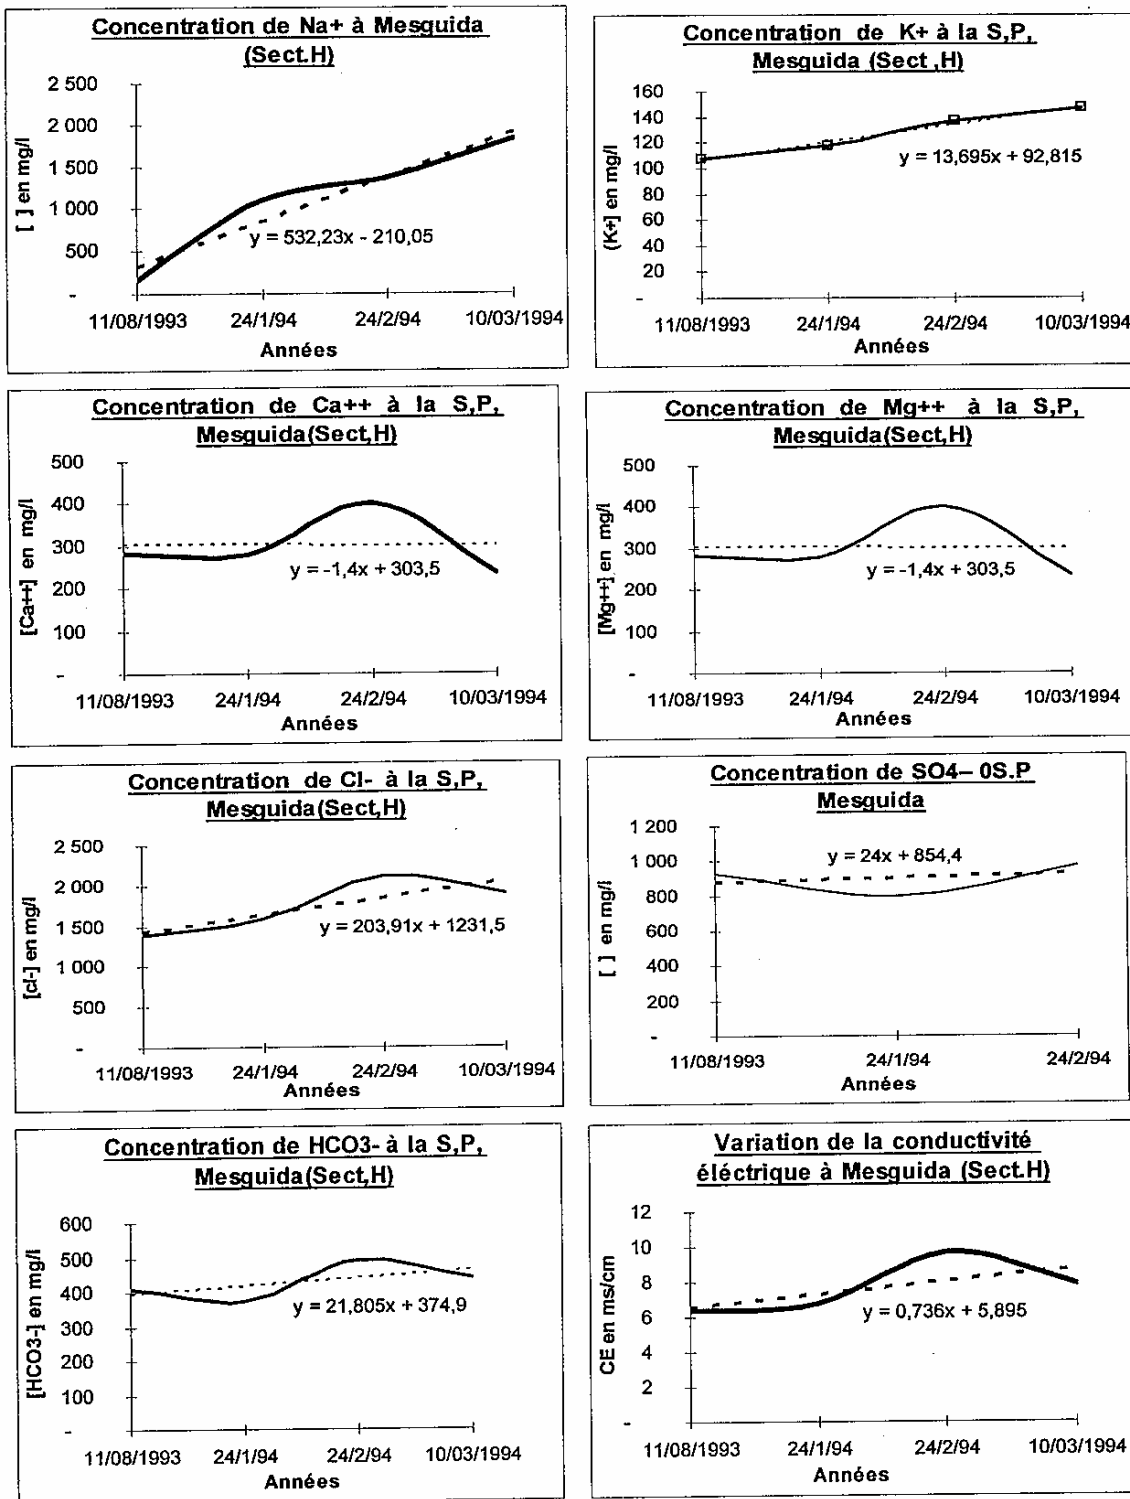 Concentration de Na+ à Mesquida
(Sect.H)
[ ] en mg/l
2 500
2 000
1 500
1 000
500
-
y = 532,23x - 210,05
11/08/1993 24/1/94 24/2/94 10/03/1994
Années
Concentration de K+ à la S,P,
Mesquida (Sect ,H)
(K+] en mg/l
160
140
120
100
80
60
40
20
-
y = 13,695x + 92,815
11/08/1993 24/1/94 24/2/94 10/03/1994
Années
Concentration de Ca++ à la S,P,
Mesquida(Sect,H)
[Ca++] en mg/l
500
400
300
200
100
-
y = -1,4x + 303,5
11/08/1993 24/1/94 24/2/94 10/03/1994
Années
Concentration de Mg++ à la S,P,
Mesquida(Sect,H)
[Mg++] en mg/l
500
400
300
200
100
-
y = -1,4x + 303,5
11/08/1993 24/1/94 24/2/94 10/03/1994
Années
Concentration de Cl- à la S,P,
Mesquida(Sect,H)
[cl-] en mg/l
2 500
2 000
1 500
1 000
500
-
y = 203,91x + 1231,5
11/08/1993 24/1/94 24/2/94 10/03/1994
Années
Concentration de SO4– 0S.P
Mesquida
[ ] en mg/l
1 200
1 000
800
600
400
200
-
y = 24x + 854,4
11/08/1993 24/1/94 24/2/94
Années
Concentration de HCO3- à la S,P,
Mesquida(Sect,H)
[HCO3-] en mg/l
600
500
400
300
200
100
-
y = 21,805x + 374,9
11/08/1993 24/1/94 24/2/94 10/03/1994
Années
Variation de la conductivité
éléctrique à Mesquida (Sect.H)
CE en ms/cm
12
10
8
6
4
2
-
y = 0,736x + 5,895
11/08/1993 24/1/94 24/2/94 10/03/1994
Années